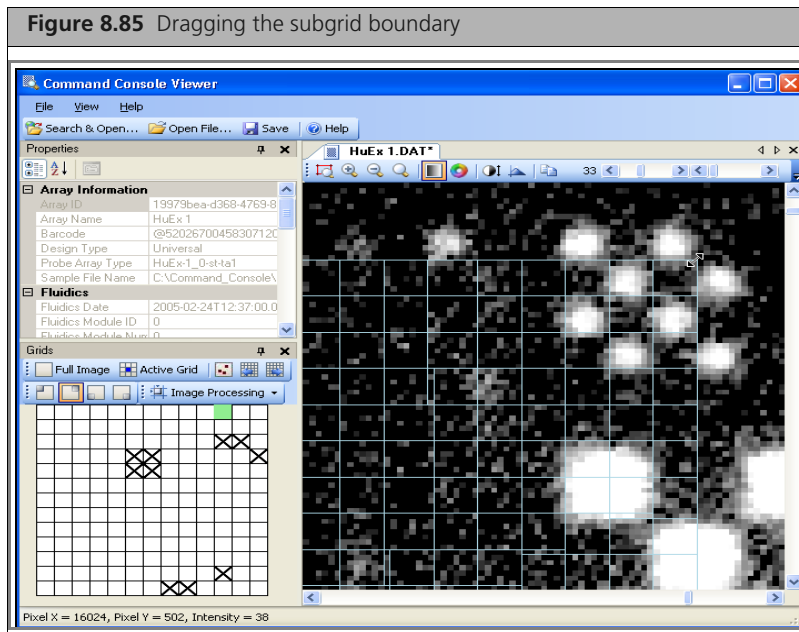 Figure 8.85 Dragging the subgrid boundary
Command Console Viewer
File View Help
Search & Open... Open File... Save Help
Properties
HuEx 1.DAT*
33
Array Information
Array ID 19979bea-d368-4769-8
Array Name HuEx 1
Barcode @52026700458307120
Design Type Universal
Probe Array Type HuEx-1_0-st-ta1
Sample File Name C:\Command_Console\
Fluidics
Fluidics Date 2005-02-24T12:37:00.0
Fluidics Module ID 0
Fluidics Module Num 0
Grids
Full Image Active Grid
Image Processing
Pixel X = 16024, Pixel Y = 502, Intensity = 38